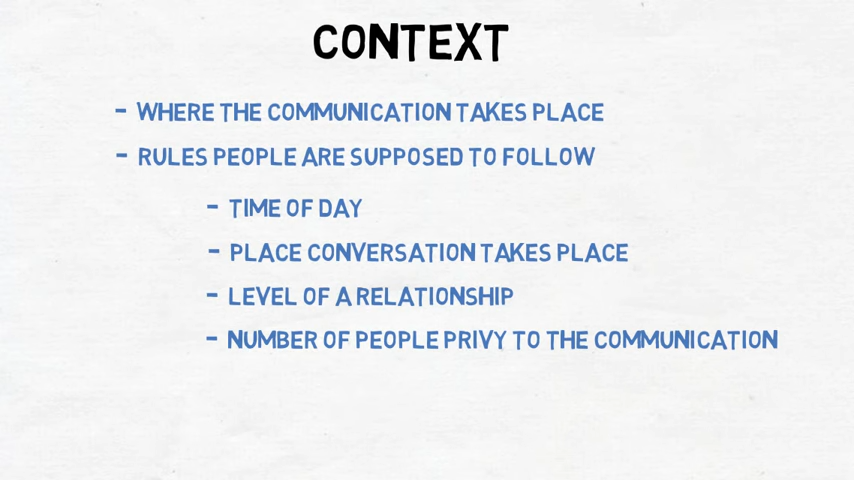 CONTEXT
- WHERE THE COMMUNICATION TAKES PLACE
- RULES PEOPLE ARE SUPPOSED TO FOLLOW
- TIME OF DAY
- PLACE CONVERSATION TAKES PLACE
- LEVEL OF A RELATIONSHIP
- NUMBER OF PEOPLE PRIVY TO THE COMMUNICATION